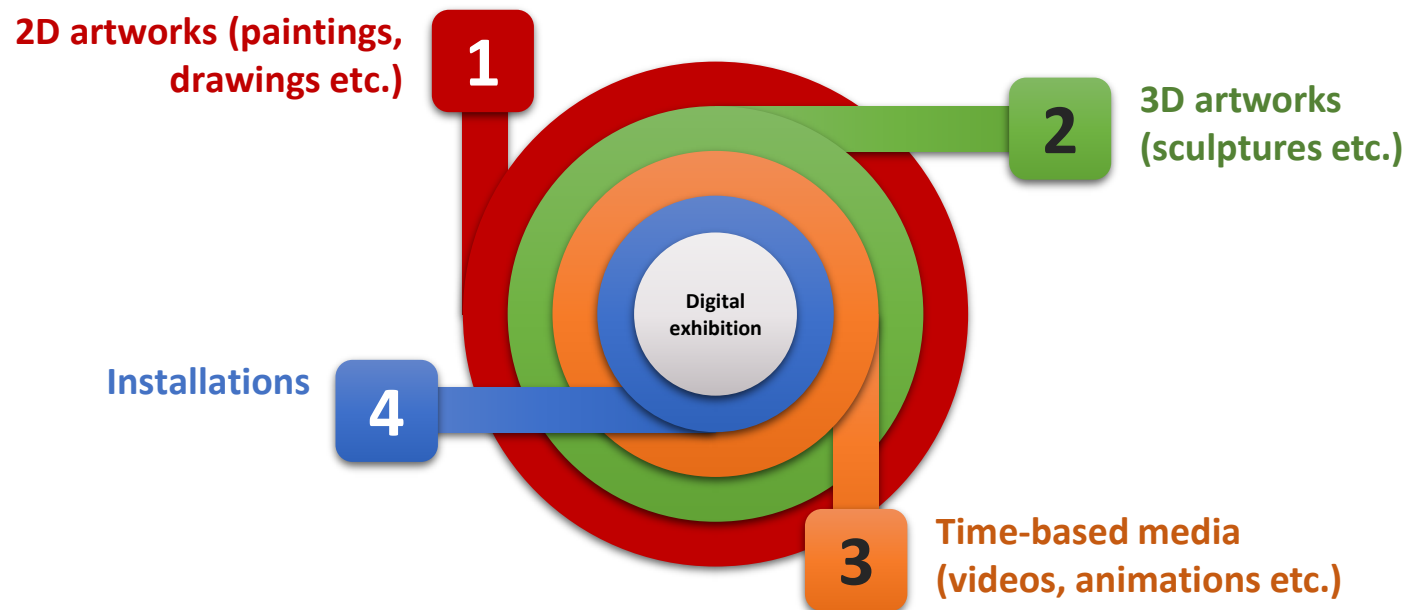 2D artworks (paintings,
drawings etc.)
1
2
3D artworks
(sculptures etc.)
Digital
exhibition
Installations
4
3
Time-based media
(videos, animations etc.)